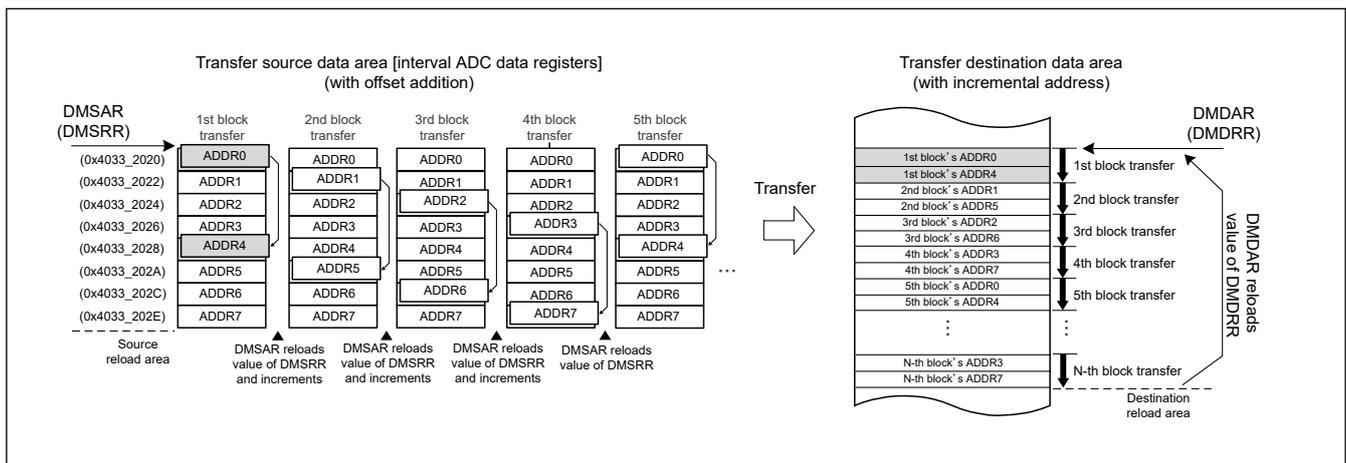 Transfer source data area [interval ADC data registers]
(with offset addition)
DMSAR
(DMSRR)
1st block
transfer
2nd block
transfer
3rd block
transfer
4th block
transfer
5th block
transfer
(0x4033_2020)
(0x4033_2022)
(0x4033_2024)
(0x4033_2026)
(0x4033_2028)
(0x4033_202A)
(0x4033_202C)
(0x4033_202E)
Source
reload area
ADDR0
ADDR1
ADDR2
ADDR3
ADDR4
ADDR5
ADDR6
ADDR7
ADDR0
ADDR1
ADDR2
ADDR3
ADDR4
ADDR5
ADDR6
ADDR7
ADDR0
ADDR1
ADDR2
ADDR3
ADDR4
ADDR5
ADDR6
ADDR7
ADDR0
ADDR1
ADDR2
ADDR3
ADDR4
ADDR5
ADDR6
ADDR7
ADDR0
ADDR1
ADDR2
ADDR3
ADDR4
ADDR5
ADDR6
ADDR7
...
DMSAR reloads
value of DMSRR
and increments
DMSAR reloads
value of DMSRR
and increments
DMSAR reloads
value of DMSRR
and increments
DMSAR reloads
value of DMSRR
Transfer
Transfer destination data area
(with incremental address)
DMDAR
(DMDRR)
1st block's ADDR0
1st block's ADDR4
2nd block's ADDR1
2nd block's ADDR5
3rd block's ADDR2
3rd block's ADDR6
4th block's ADDR3
4th block's ADDR7
5th block's ADDR0
5th block's ADDR4
⋮
N-th block's ADDR3
N-th block's ADDR7
1st block transfer
2nd block transfer
3rd block transfer
4th block transfer
5th block transfer
⋮
N-th block transfer
Destination
reload area
DMDAR reloads
value of DMDRR